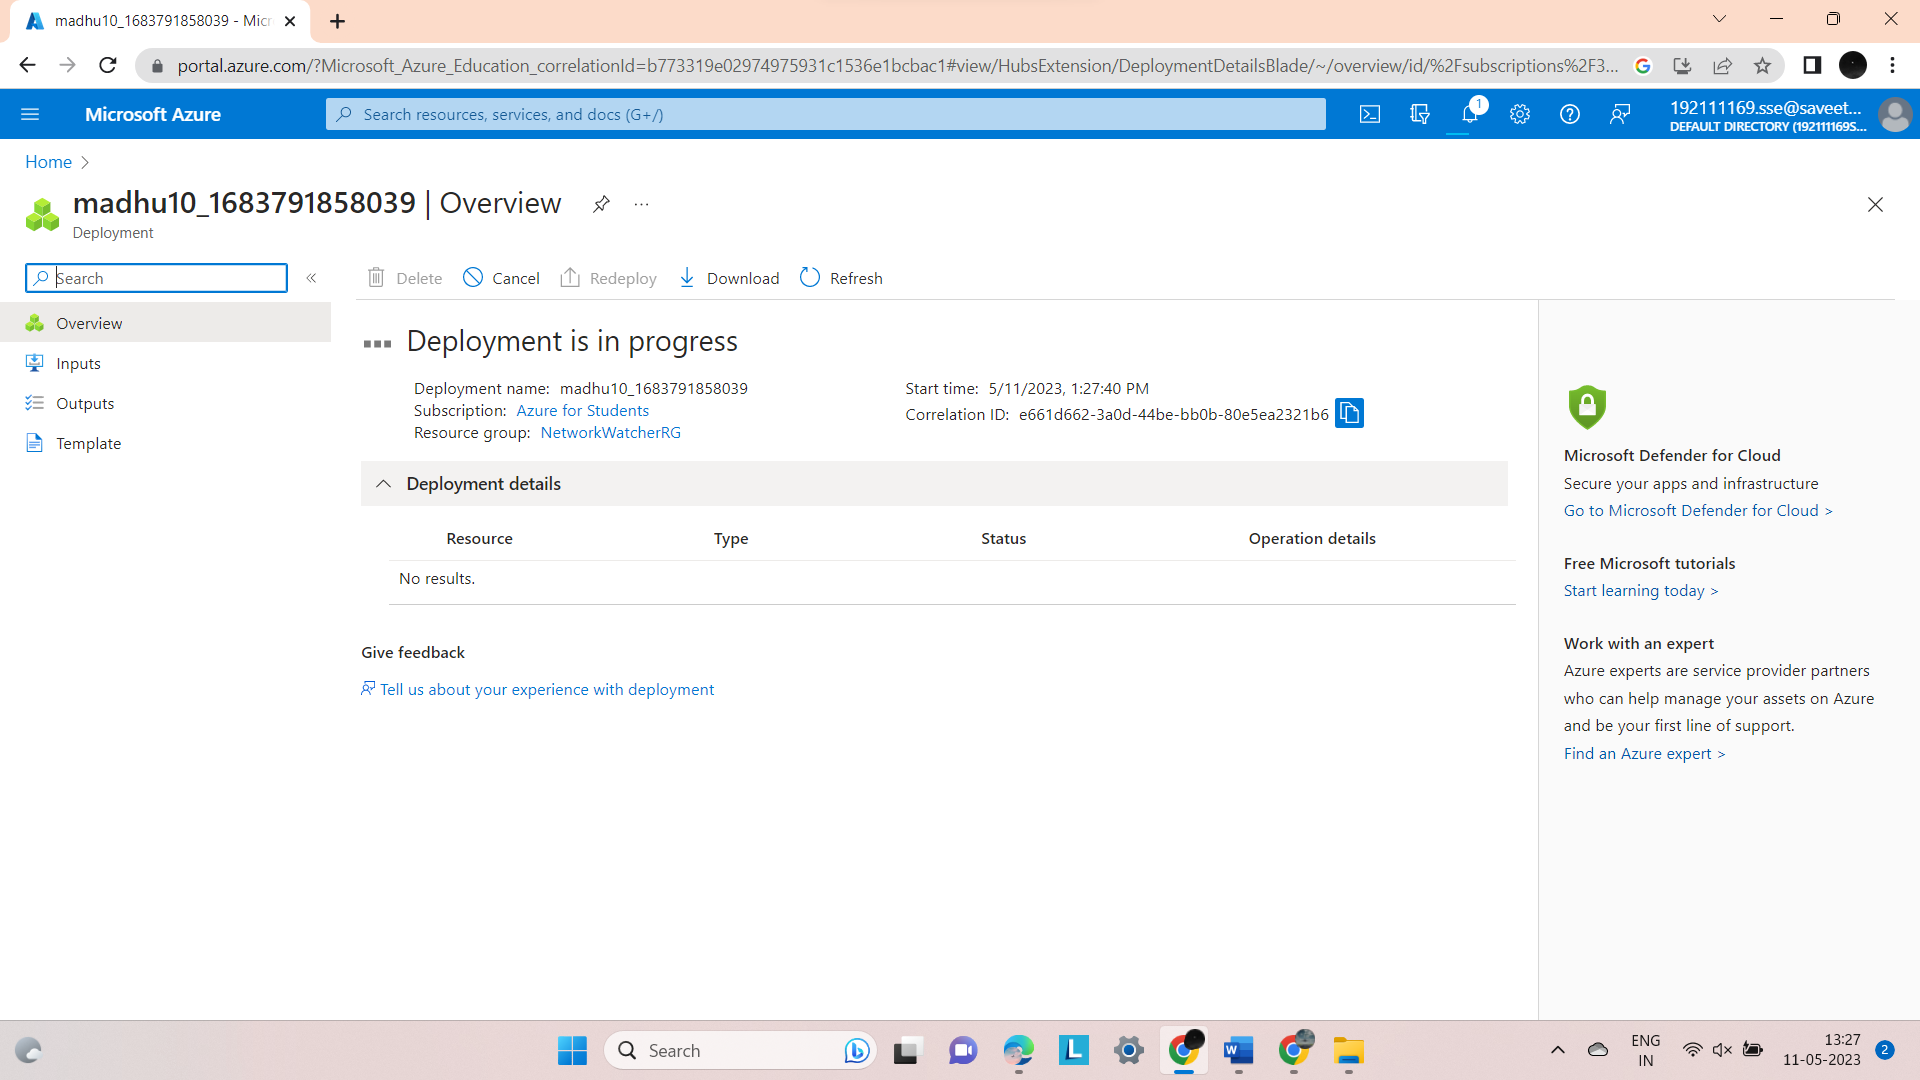 madhu10_1683791858039 - Micr
portal.azure.com/?Microsoft_Azure_Education_correlationId=b773319e02974975931c1536e1bcbac1#view/HubsExtension/DeploymentDetailsBlade/~/overview/id/%2Fsubscriptions%2F3...
Microsoft Azure
Search resources, services, and docs (G+/)
1
192111169.sse@saveet...
DEFAULT DIRECTORY (192111169S...
Home
madhu10_1683791858039 | Overview
Deployment
Search
Delete
Cancel
Redeploy
Download
Refresh
Overview
Inputs
Outputs
Template
Deployment is in progress
Deployment name: madhu10_1683791858039
Subscription: Azure for Students
Resource group: NetworkWatcherRG
Start time: 5/11/2023, 1:27:40 PM
Correlation ID: e661d662-3a0d-44be-bb0b-80e5ea2321b6
Deployment details
Resource Type Status Operation details
No results.
Give feedback
Tell us about your experience with deployment
Microsoft Defender for Cloud
Secure your apps and infrastructure
Go to Microsoft Defender for Cloud >
Free Microsoft tutorials
Start learning today >
Work with an expert
Azure experts are service provider partners
who can help manage your assets on Azure
and be your first line of support.
Find an Azure expert >
Search
ENG
IN
13:27
11-05-2023
2